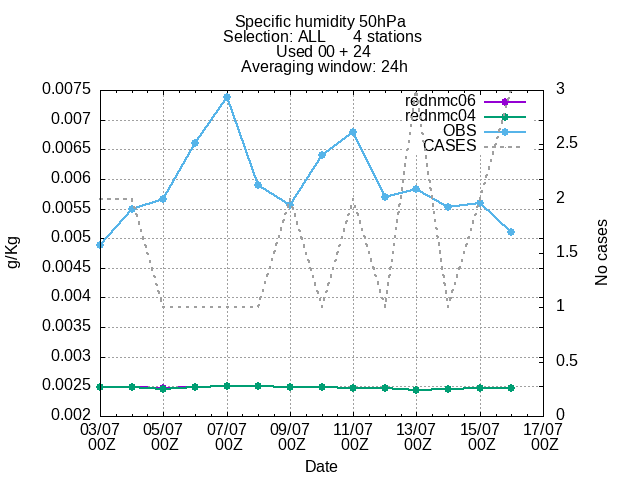 Specific humidity 50hPa
Selection: ALL 4 stations
Used 00 + 24
Averaging window: 24h
rednmc06
rednmc04
OBS
CASES
0.0075
0.007
0.0065
0.006
0.0055
0.005
0.0045
0.004
0.0035
0.003
0.0025
0.002
g/Kg
3
2.5
2
1.5
1
0.5
0
No cases
03/07 05/07 07/07 09/07 11/07 13/07 15/07 17/07
00Z 00Z 00Z 00Z 00Z 00Z 00Z 00Z
Date